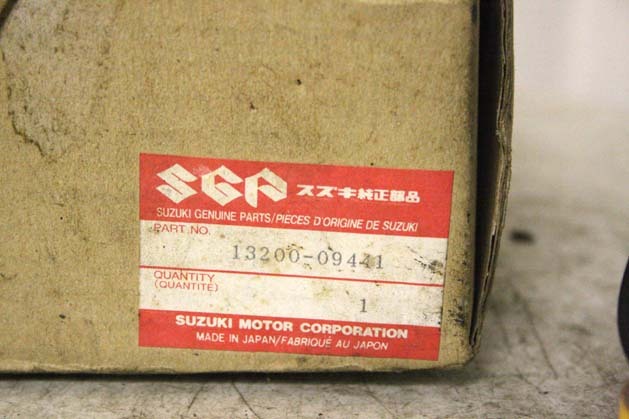 SGP スズキ純正部品
SUZUKI GENUINE PARTS/PIÈCES D'ORIGINE DE SUZUKI
PART NO.
13200-09441
QUANTITY
(QUANTITE)
1
SUZUKI MOTOR CORPORATION
MADE IN JAPAN/FABRIQUÉ AU JAPON